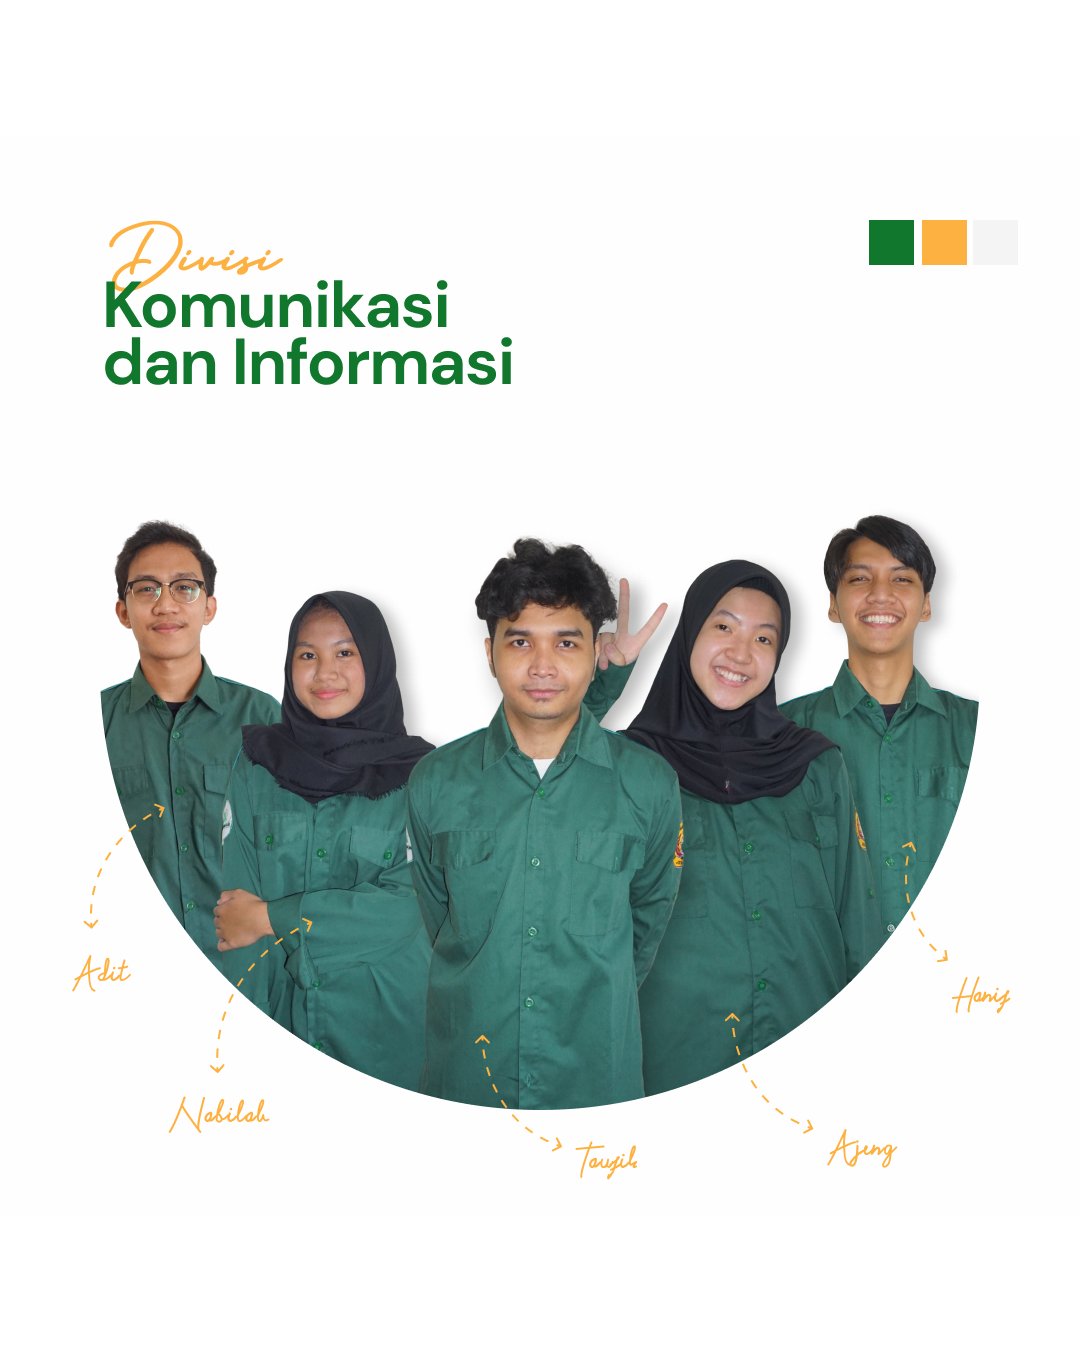 Divisi
Komunikasi
dan Informasi
Adit
Nabilah
Taufik
Ajeng
Hanif